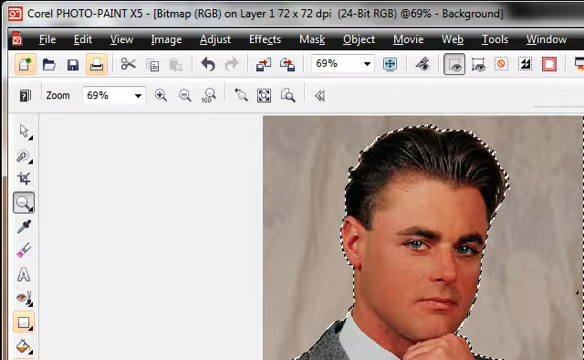 Corel PHOTO-PAINT X5 - [Bitmap (RGB) on Layer 1 72 x 72 dpi  (24-Bit RGB) @69% - Background]
File Edit View Image Adjust Effects Mask Object Movie Web Tools Window
69%
Zoom 69% 100
A